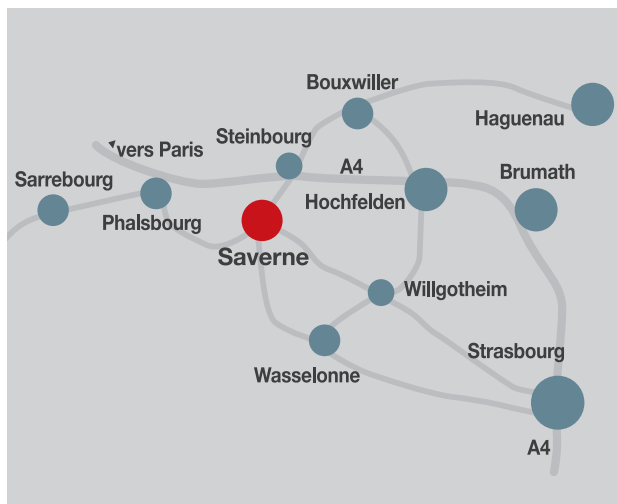 Bouxwiller
Haguenau
Steinbourg
vers Paris
A4
Brumath
Sarrebourg
Phalsbourg
Hochfelden
Saverne
Willgotheim
Strasbourg
Wasselonne
A4